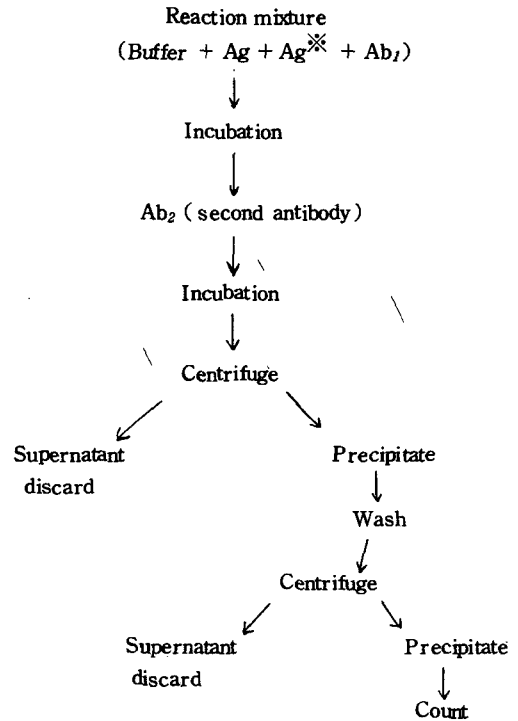 Reaction mixture
(Buffer + Ag + Ag※ + Ab1)
Incubation
Ab2 (second antibody)
Incubation
Centrifuge
Supernatant
discard
Precipitate
Wash
Centrifuge
Supernatant
discard
Precipitate
Count